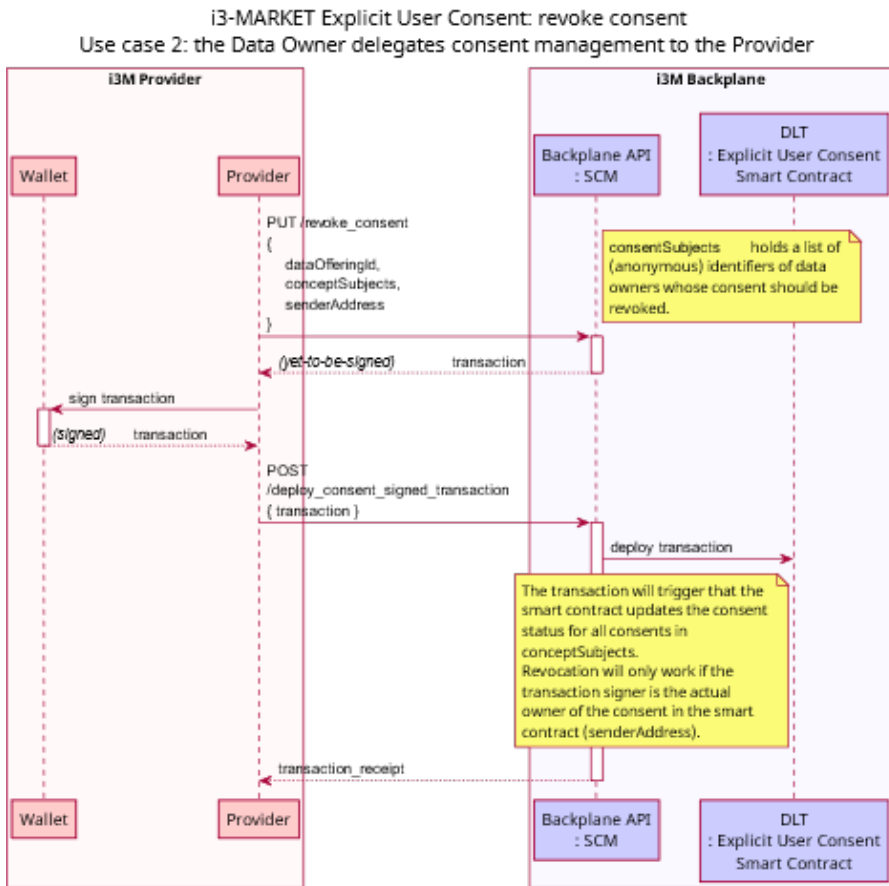 i3-MARKET Explicit User Consent: revoke consent
Use case 2: the Data Owner delegates consent management to the Provider
i3M Provider
i3M Backplane
Wallet
Provider
Backplane API
: SCM
DLT
: Explicit User Consent
Smart Contract
PUT /revoke_consent
{
dataOfferingId,
conceptSubjects,
senderAddress
}
consentSubjects holds a list of
(anonymous) identifiers of data
owners whose consent should be
revoked.
(yet-to-be-signed) transaction
sign transaction
(signed) transaction
POST
/deploy_consent_signed_transaction
{ transaction }
deploy transaction
The transaction will trigger that the
smart contract updates the consent
status for all consents in
conceptSubjects.
Revocation will only work if the
transaction signer is the actual
owner of the consent in the smart
contract (senderAddress).
transaction_receipt
Wallet
Provider
Backplane API
: SCM
DLT
: Explicit User Consent
Smart Contract